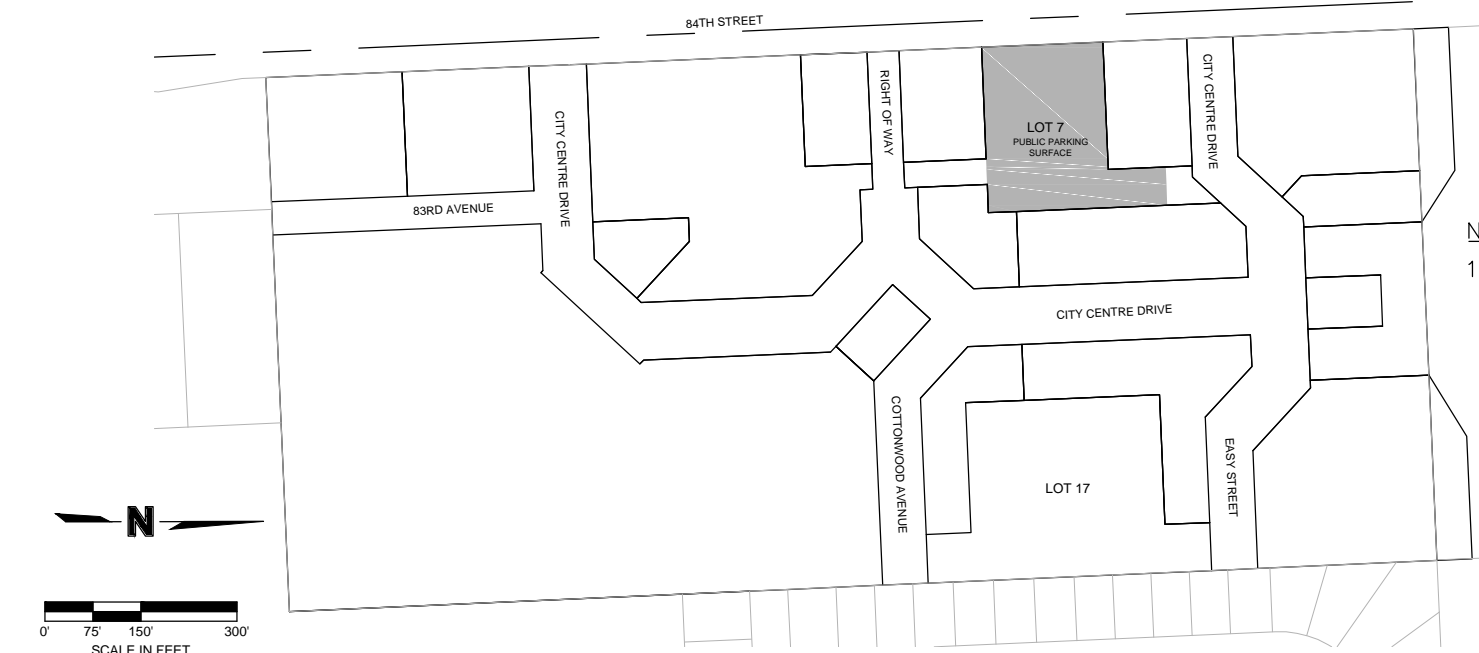 84TH STREET
RIGHT OF WAY
CITY CENTRE DRIVE
CITY CENTRE DRIVE
LOT 7
PUBLIC PARKING
SURFACE
83RD AVENUE
N
1
CITY CENTRE DRIVE
COTTONWOOD AVENUE
EASY STREET
LOT 17
N
0' 75' 150' 300'
SCALE IN FEET